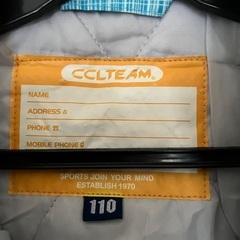 CCLTEAM
NAME
ADDRESS
PHONE
MOBILE PHONE
SPORTS JOIN YOUR MIND
ESTABLISH 1970
110